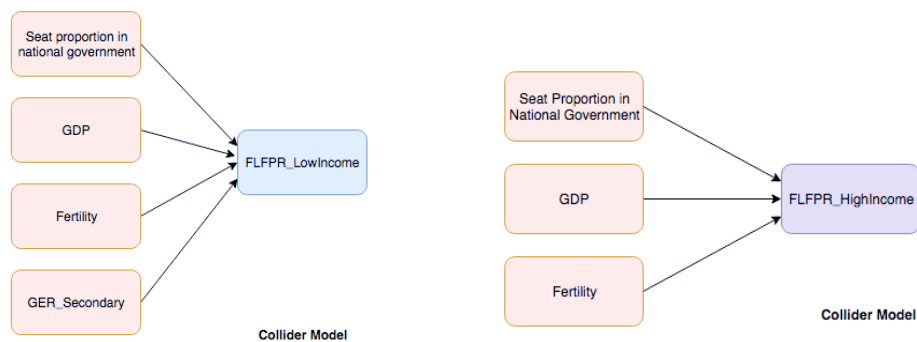 Seat proportion in
national government
GDP
Fertility
GER_Secondary
FLFPR_LowIncome
Collider Model
Seat Proportion in
National Government
GDP
Fertility
FLFPR_HighIncome
Collider Model